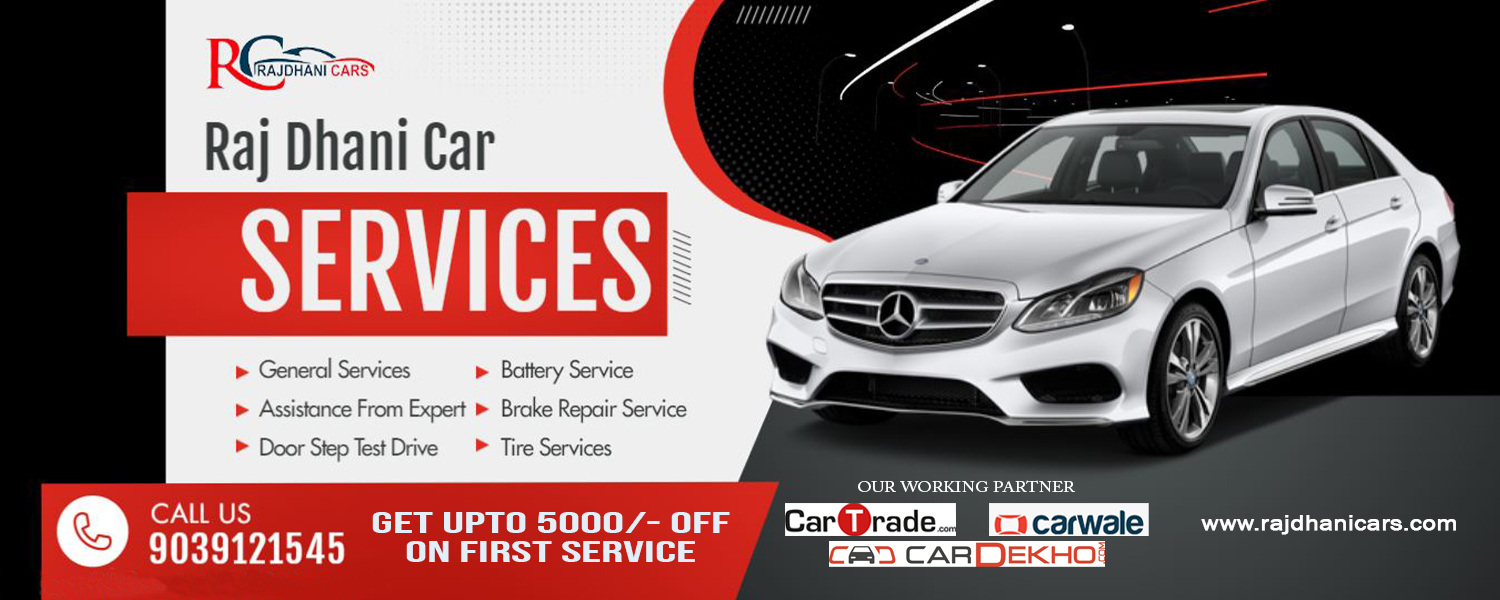 RC RAJDHANI CARS
Raj Dhani Car
SERVICES
General Services
Assistance From Expert
Door Step Test Drive
Battery Service
Brake Repair Service
Tire Services
CALL US
9039121545
GET UPTO 5000/- OFF
ON FIRST SERVICE
OUR WORKING PARTNER
CarTrade.com
carwale
CARDEKHO.COM
www.rajdhanicars.com